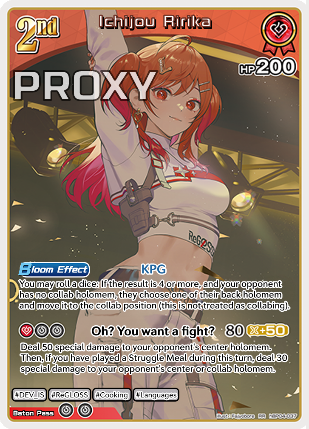 2nd
Ichijou Ririka
HP200
PROXY
ReGLOSS
Bloom Effect KPG
You may roll a dice: If the result is 4 or more, and your opponent
has no collab holomem, they choose one of their back holomem
and move it to the collab position (this is not treated as collabing).
Oh? You want a fight? 80 +50
Deal 50 special damage to your opponent's center holomem.
Then, if you have played a Struggle Meal during this turn, deal 30
special damage to your opponent's center or collab holomem.
#DEV_IS #ReGLOSS #Cooking #Languages
Baton Pass
RR